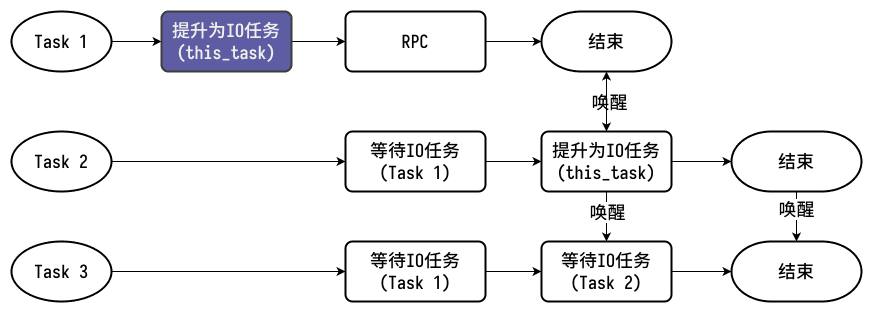 Task 1
提升为IO任务
(this_task)
RPC
结束
唤醒
Task 2
等待IO任务
(Task 1)
提升为IO任务
(this_task)
结束
唤醒
唤醒
Task 3
等待IO任务
(Task 1)
等待IO任务
(Task 2)
结束